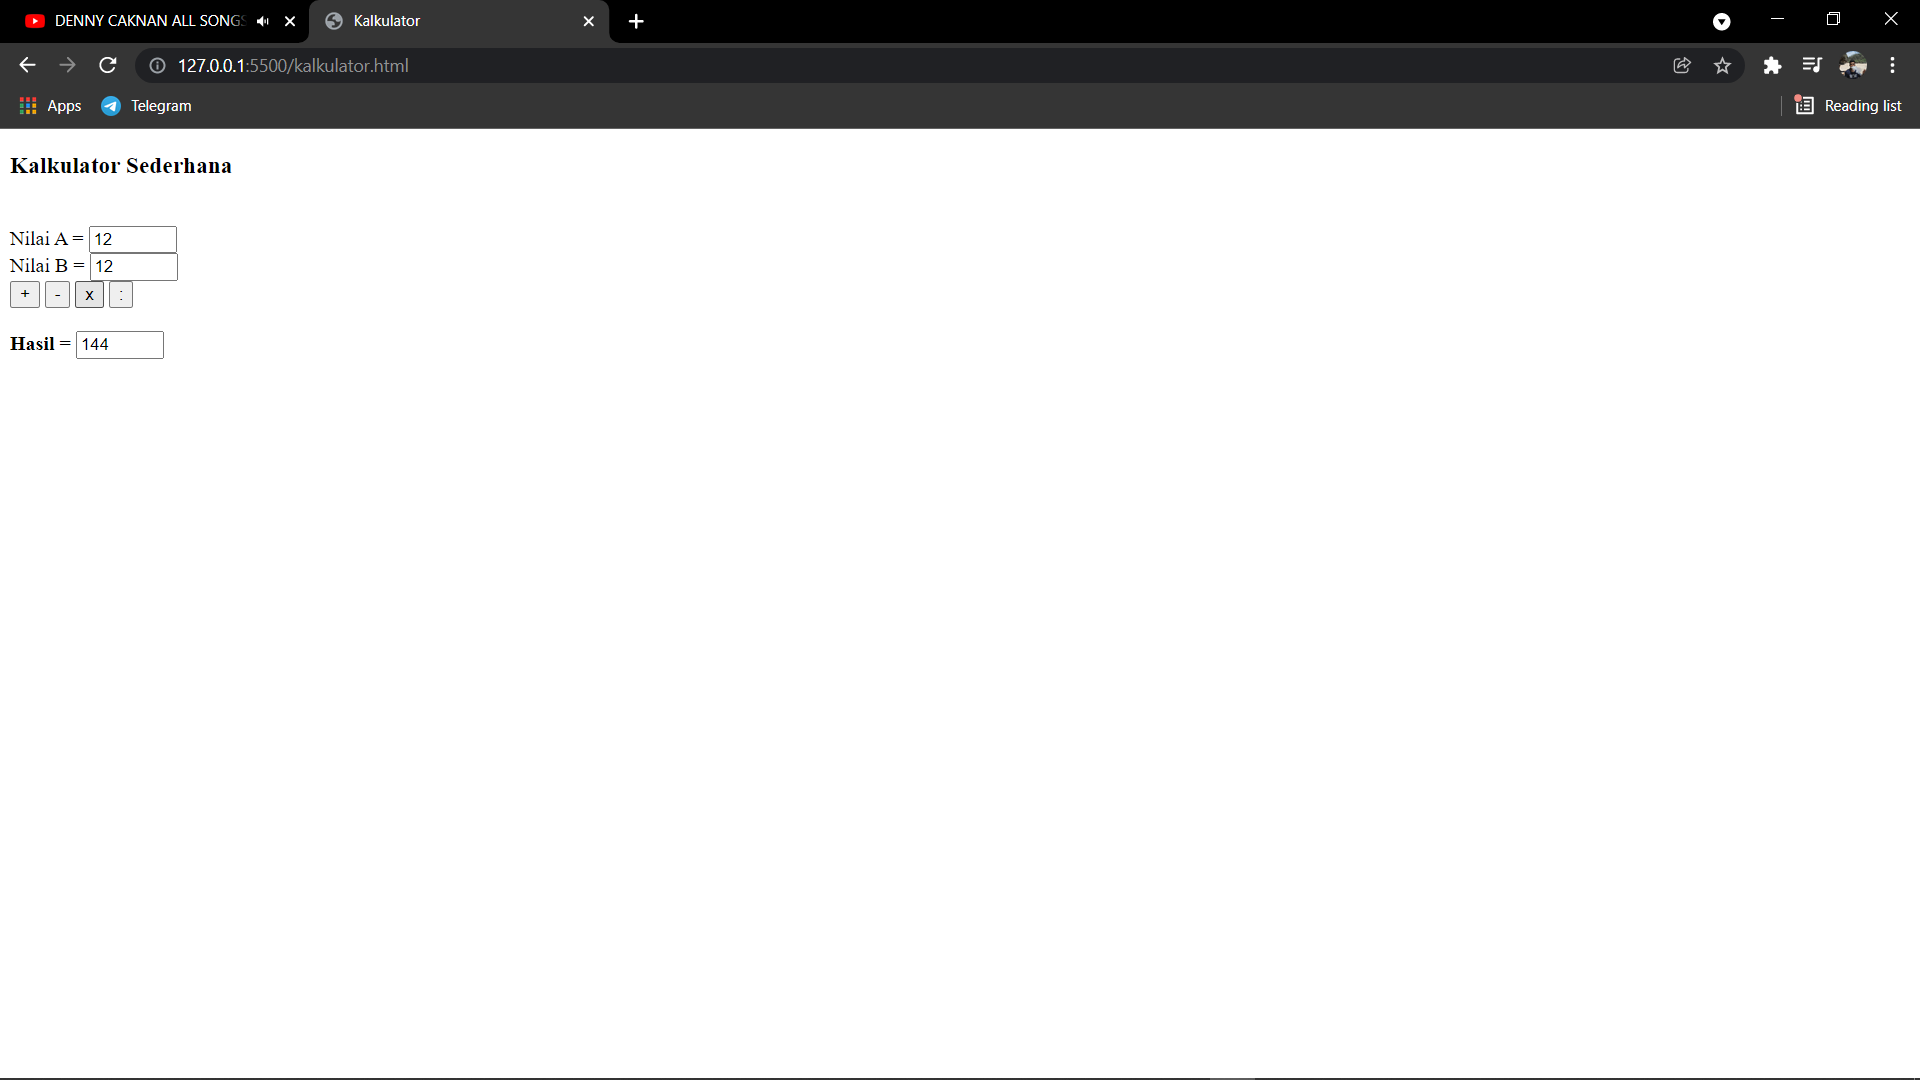 DENNY CAKNAN ALL SONGS
Kalkulator
127.0.0.1:5500/kalkulator.html
Apps
Telegram
Reading list
Kalkulator Sederhana
Nilai A = 12
Nilai B = 12
+ - x :
Hasil = 144